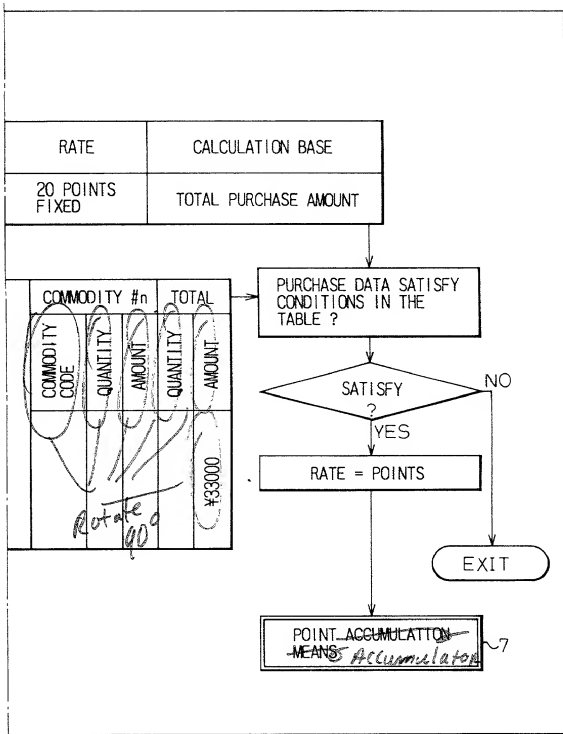 RATE
CALCULATION BASE
20 POINTS
FIXED
TOTAL PURCHASE AMOUNT
COMMODITY #n
TOTAL
COMMODITY
CODE
QUANTITY
AMOUNT
QUANTITY
AMOUNT
¥33000
Rotate
90°
PURCHASE DATA SATISFY
CONDITIONS IN THE
TABLE ?
SATISFY
?
NO
YES
RATE = POINTS
EXIT
POINT ACCUMULATION
MEANS Accumulator
7